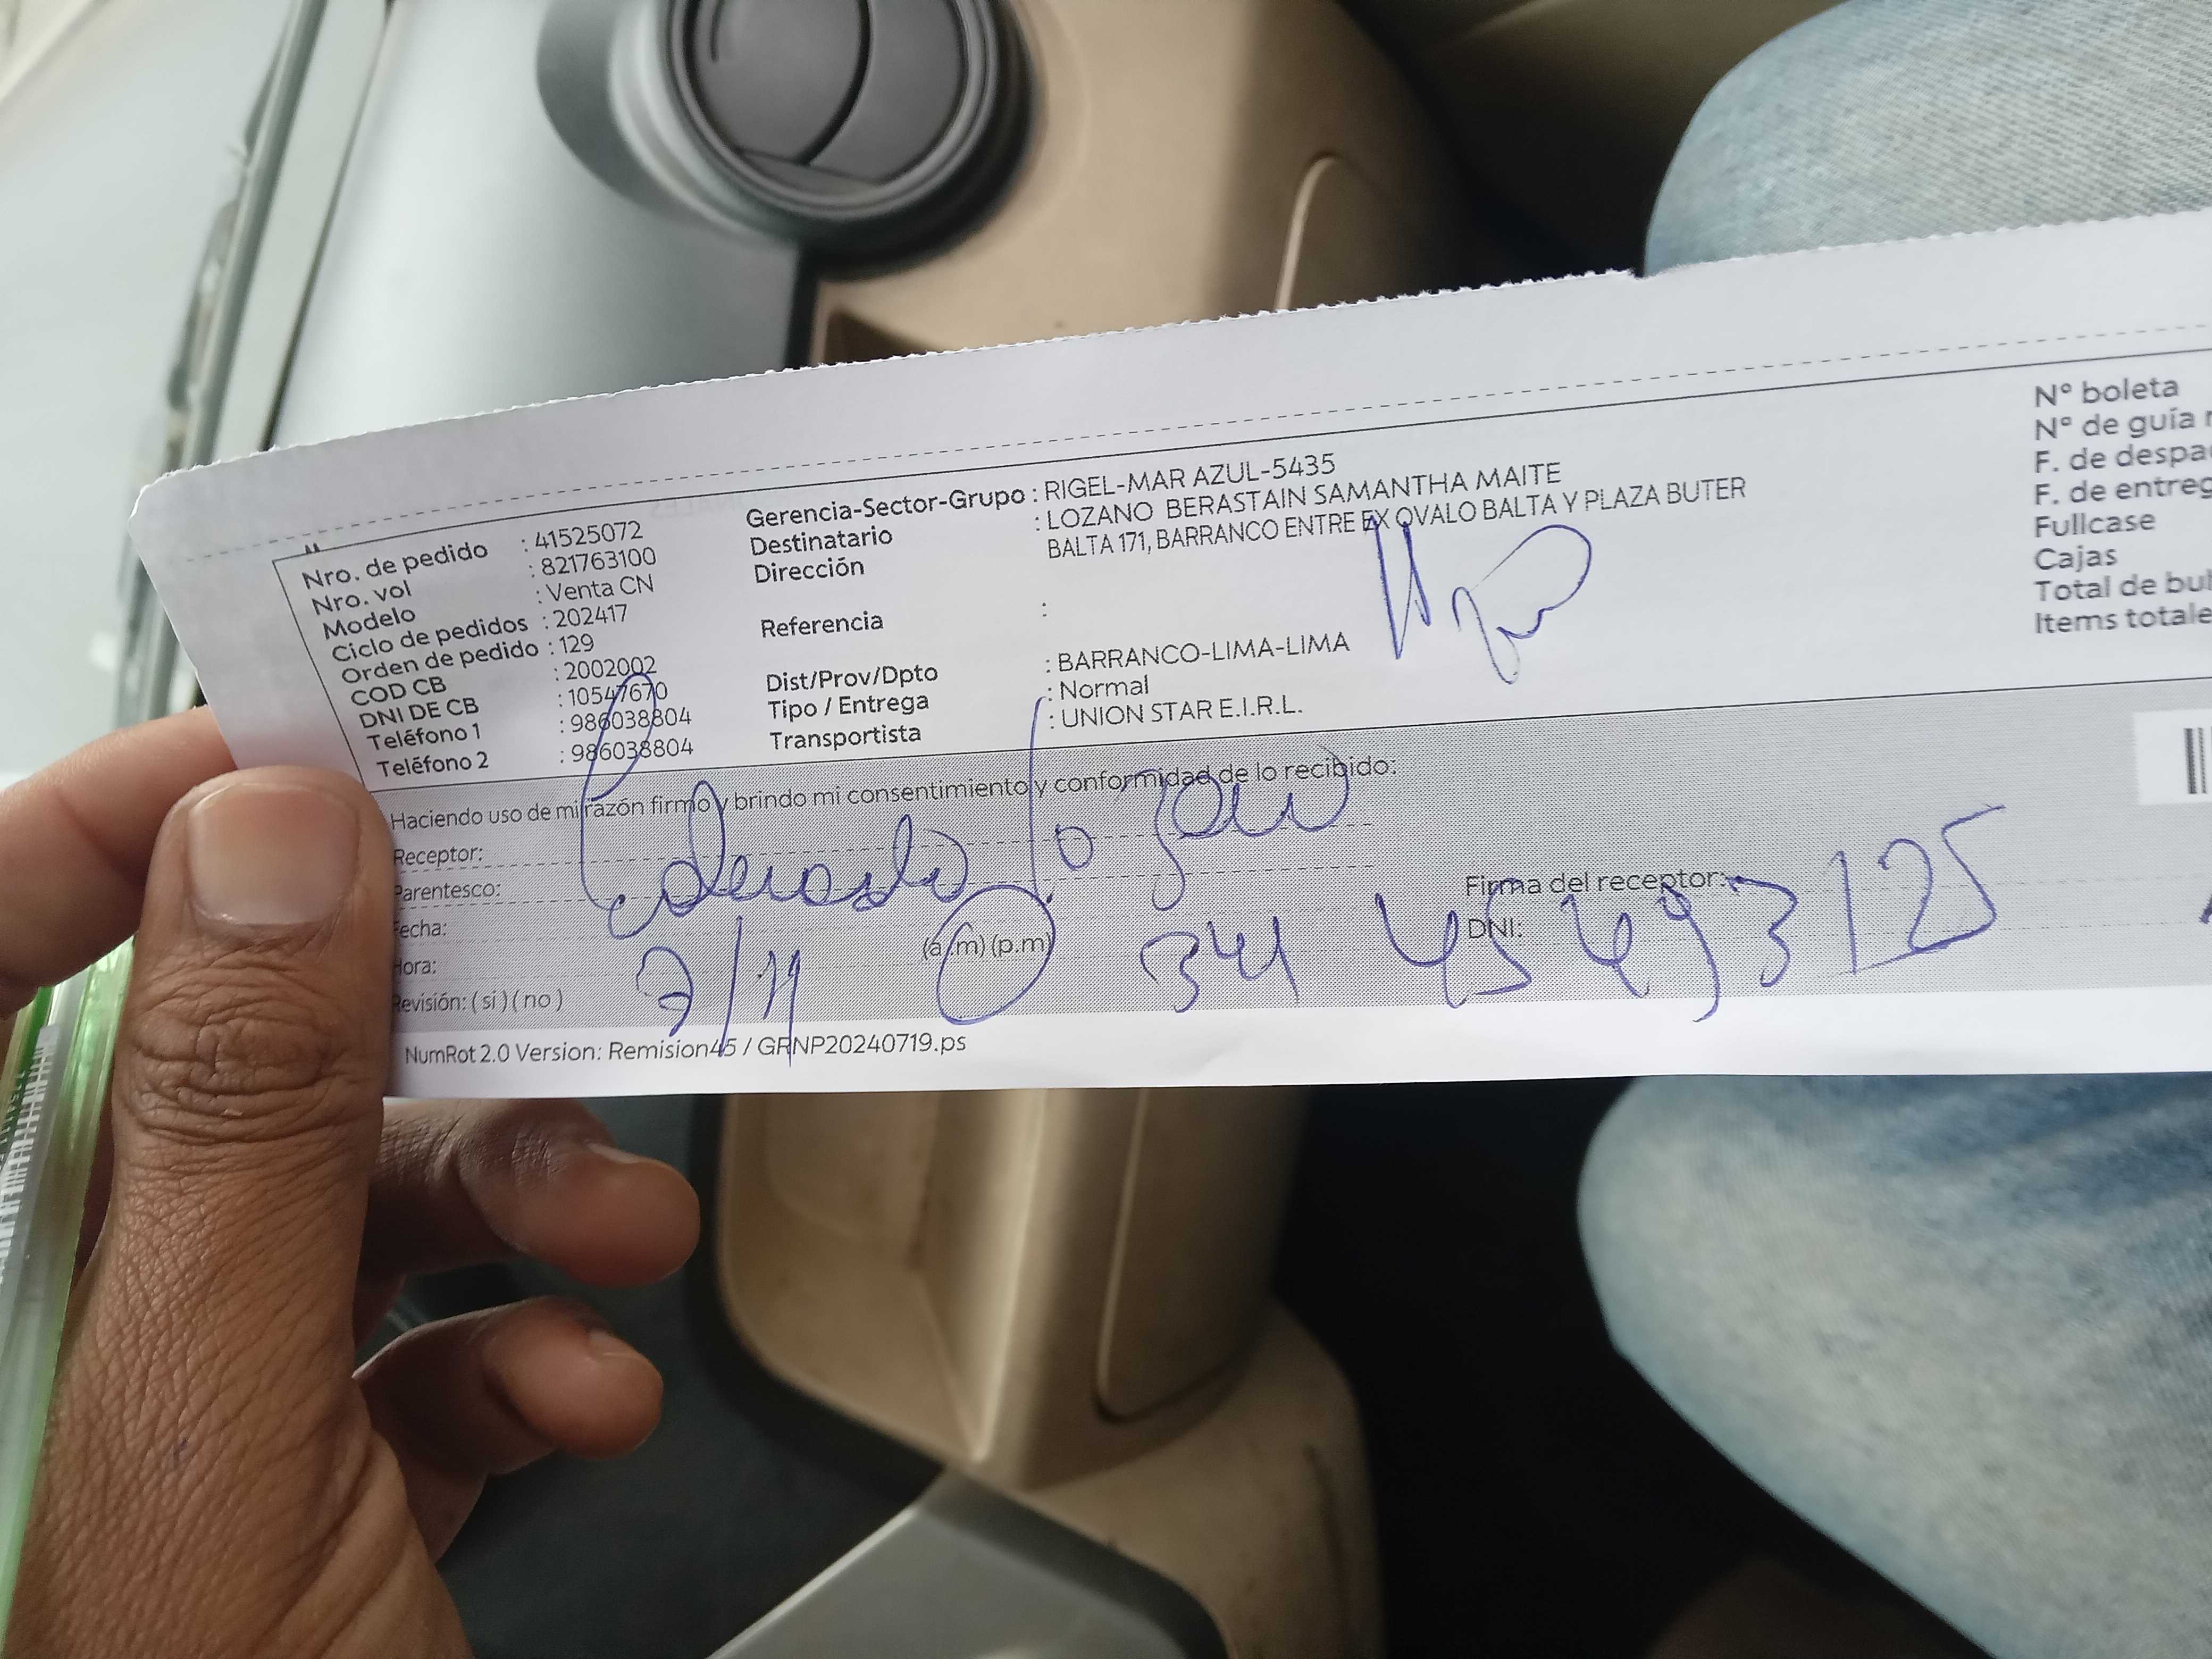 Nro. de pedido : 41525072
Nro. vol : 821763100
Modelo : Venta CN
Ciclo de pedidos : 202417
Orden de pedido : 129
COD CB : 2002002
DNI DE CB : 10547670
Teléfono 1 : 986038804
Teléfono 2 : 986038804
Gerencia-Sector-Grupo : RIGEL-MAR AZUL-5435
Destinatario : LOZANO BERASTAIN SAMANTHA MAITE
Dirección BALTA 171, BARRANCO ENTRE EX OVALO BALTA Y PLAZA BUTER
Referencia :
Dist/Prov/Dpto : BARRANCO-LIMA-LIMA
Tipo / Entrega : Normal
Transportista : UNION STAR E.I.R.L.
N° boleta
N° de guía
F. de despa
F. de entreg
Fullcase
Cajas
Total de bul
Items totale
Haciendo uso de mi razón firmo y brindo mi consentimiento y conformidad de lo recibido:
Receptor:
Parentesco:
Fecha:
Hora: (a.m) (p.m)
Revisión: ( si ) ( no )
Firma del receptor:
DNI:
7/11
NumRot 2.0 Version: Remision45 / GRNP20240719.ps